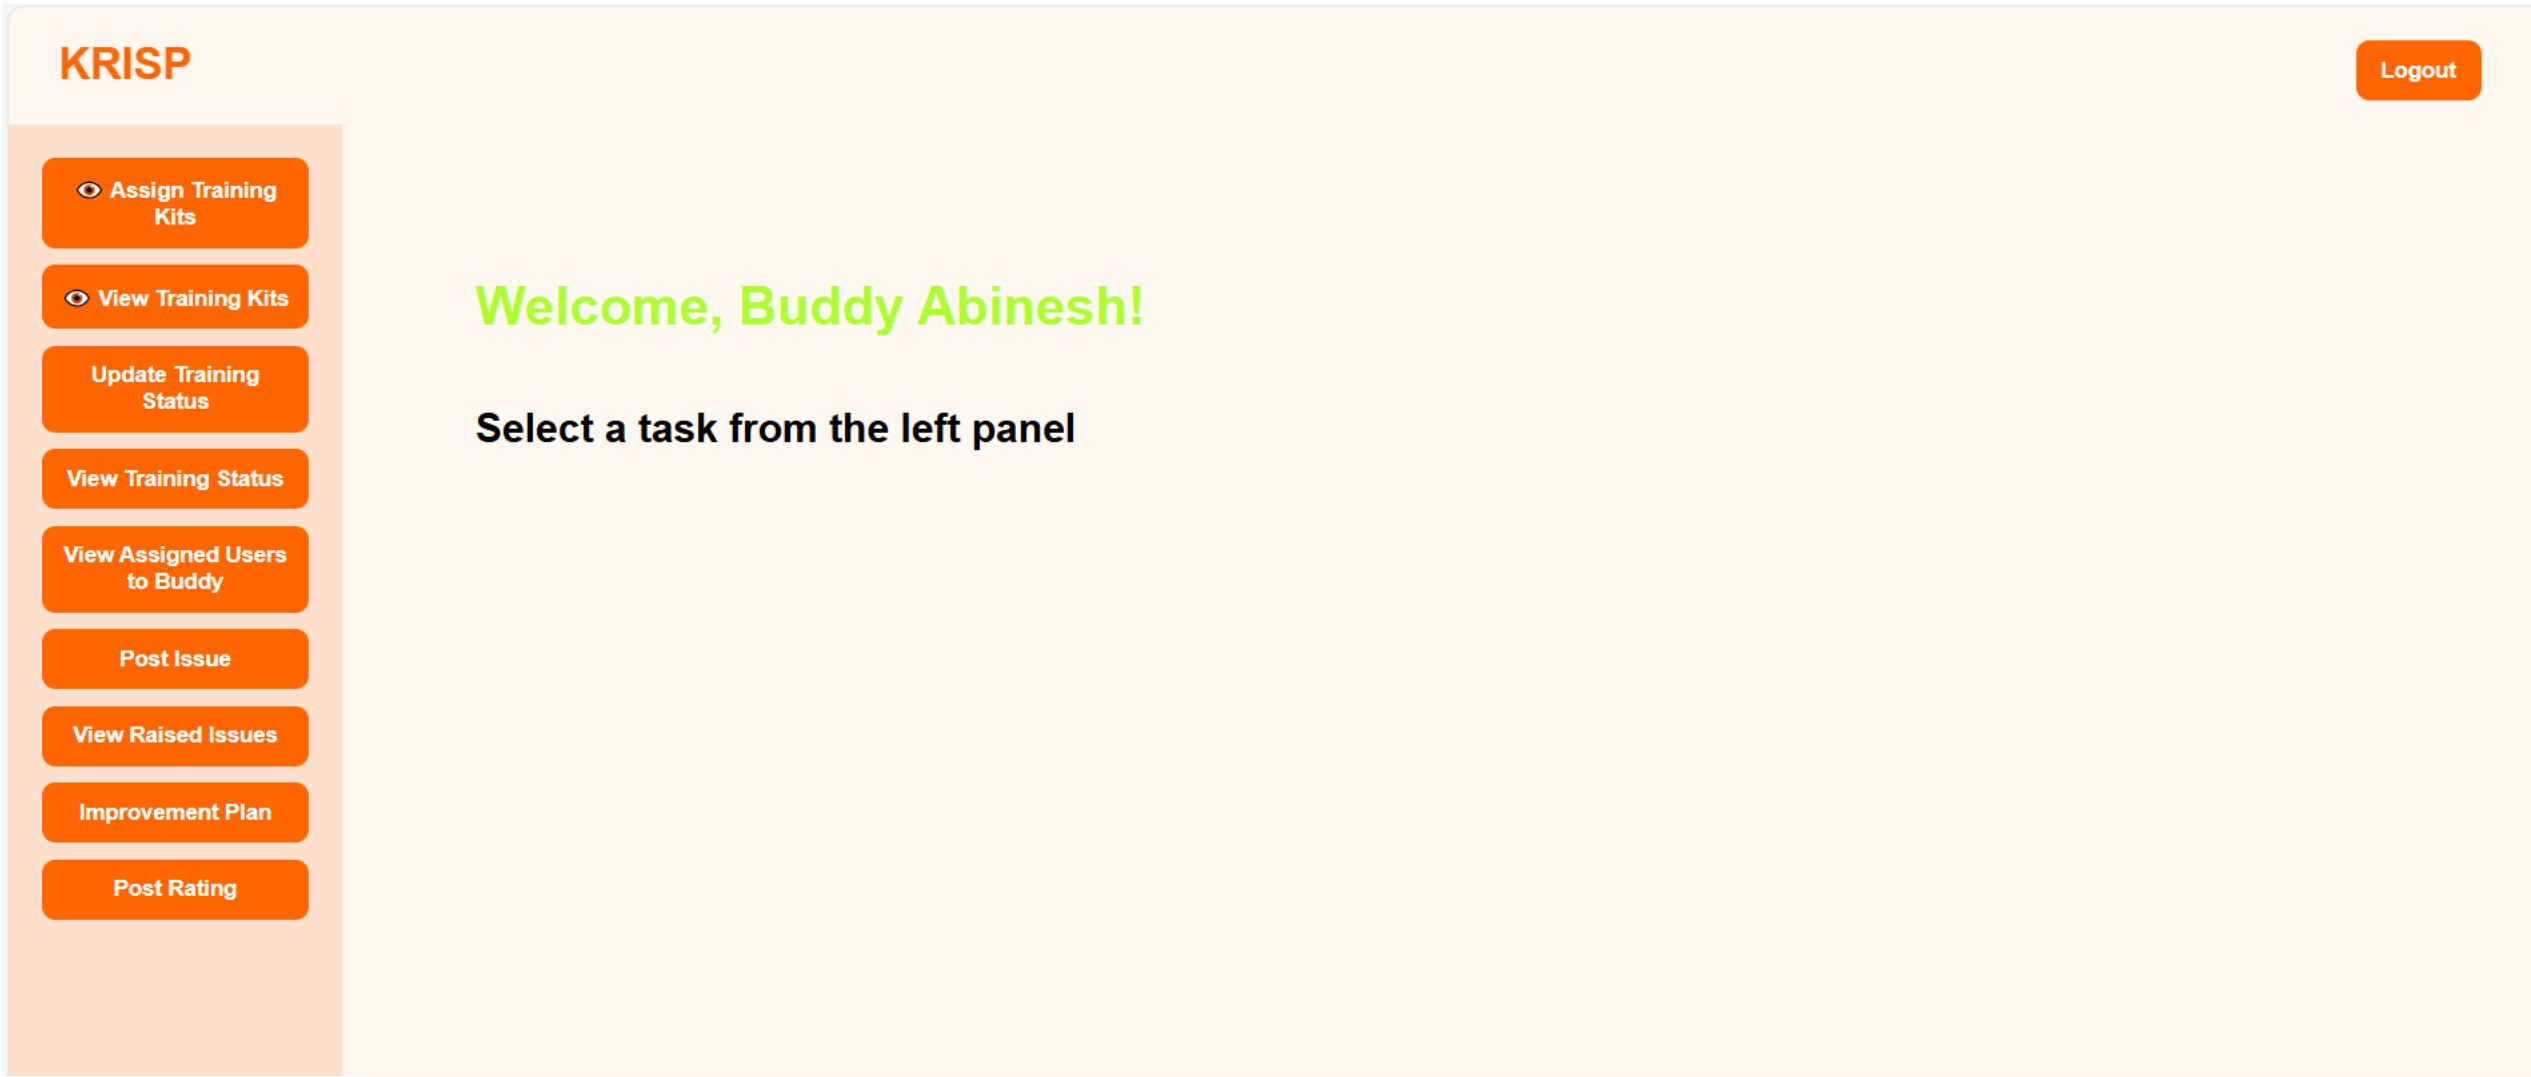 KRISP
Logout
👁 Assign Training
Kits
👁 View Training Kits
Update Training
Status
View Training Status
View Assigned Users
to Buddy
Post Issue
View Raised Issues
Improvement Plan
Post Rating
Welcome, Buddy Abinesh!
Select a task from the left panel